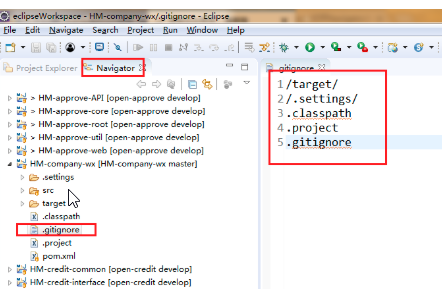 eclipseWorkspace - HM-company-wx/.gitignore - Eclipse
File Edit Navigate Search Project Run Window Help
Project Explorer Navigator
> HM-approve-API [open-approve develop]
> HM-approve-core [open-approve develop]
> HM-approve-root [open-approve develop]
> HM-approve-util [open-approve develop]
> HM-approve-web [open-approve develop]
HM-company-wx [HM-company-wx master]
.settings
src
target
.classpath
.gitignore
.project
pom.xml
HM-credit-common [open-credit develop]
HM-credit-interface [open-credit develop]
.gitignore
1 /target/
2 /.settings/
3 .classpath
4 .project
5 .gitignore